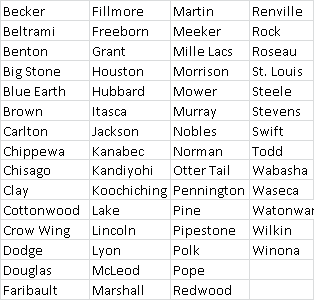 Becker Fillmore Martin Renville
Beltrami Freeborn Meeker Rock
Benton Grant Mille Lacs Roseau
Big Stone Houston Morrison St. Louis
Blue Earth Hubbard Mower Steele
Brown Itasca Murray Stevens
Carlton Jackson Nobles Swift
Chippewa Kanabec Norman Todd
Chisago Kandiyohi Otter Tail Wabasha
Clay Koochiching Pennington Waseca
Cottonwood Lake Pine Watonwan
Crow Wing Lincoln Pipestone Wilkin
Dodge Lyon Polk Winona
Douglas McLeod Pope
Faribault Marshall Redwood